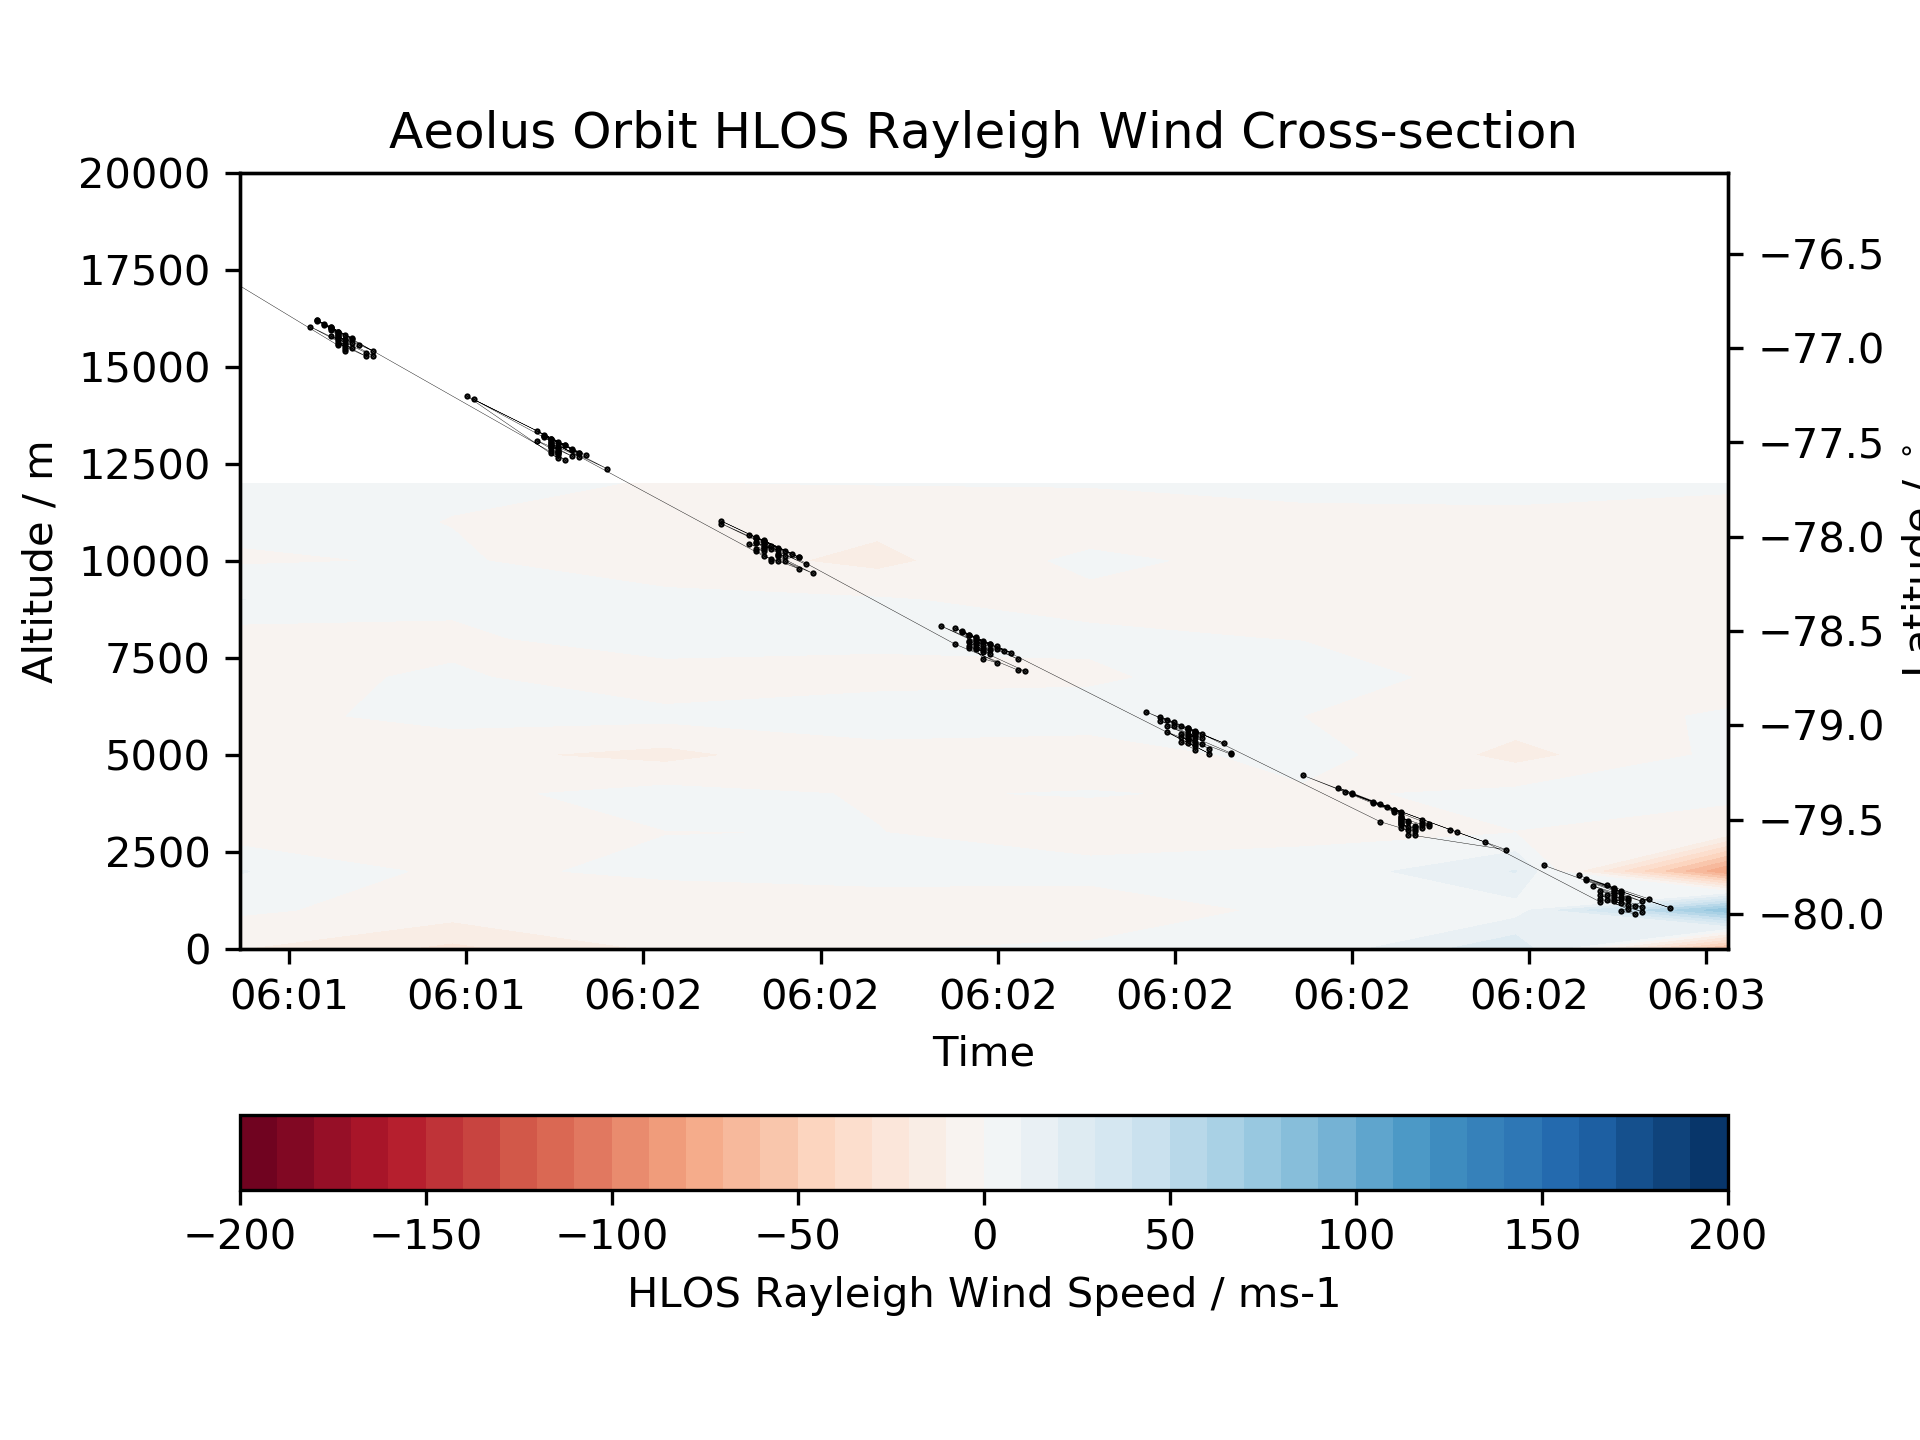 Aeolus Orbit HLOS Rayleigh Wind Cross-section
20000
17500
15000
12500
10000
7500
5000
2500
0
Altitude / m
−76.5
−77.0
−77.5
−78.0
−78.5
−79.0
−79.5
−80.0
Latitude / °
06:01 06:01 06:02 06:02 06:02 06:02 06:02 06:02 06:03
Time
−200 −150 −100 −50 0 50 100 150 200
HLOS Rayleigh Wind Speed / ms-1